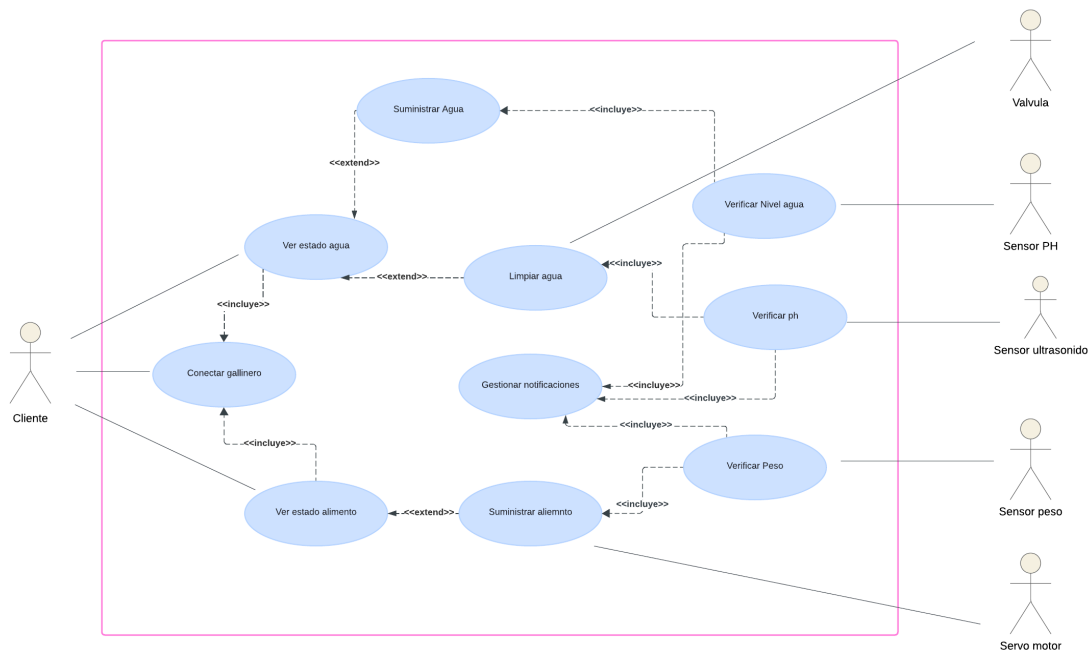 Valvula
Suministrar Agua
<<incluye>>
<<extend>>
Verificar Nivel agua
Sensor PH
Ver estado agua
<<incluye>>
Limpiar agua
<<extend>>
<<incluye>>
Verificar ph
Sensor ultrasonido
Conectar gallinero
Gestionar notificaciones
<<incluye>>
<<incluye>>
Cliente
<<incluye>>
<<incluye>>
Verificar Peso
<<incluye>>
Ver estado alimento
<<extend>>
Suministrar aliemnto
Sensor peso
Servo motor